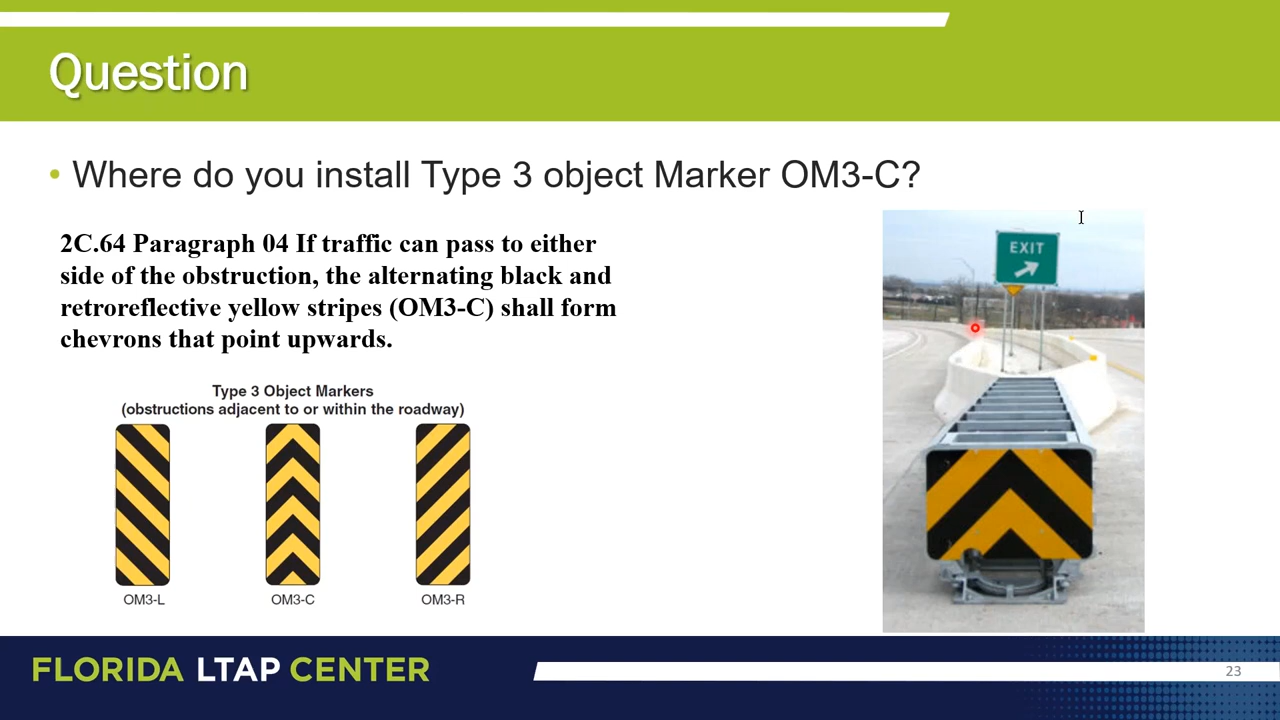 Question
• Where do you install Type 3 object Marker OM3-C?
2C.64 Paragraph 04 If traffic can pass to either
side of the obstruction, the alternating black and
retroreflective yellow stripes (OM3-C) shall form
chevrons that point upwards.
Type 3 Object Markers
(obstructions adjacent to or within the roadway)
OM3-L OM3-C OM3-R
EXIT
FLORIDA LTAP CENTER
23